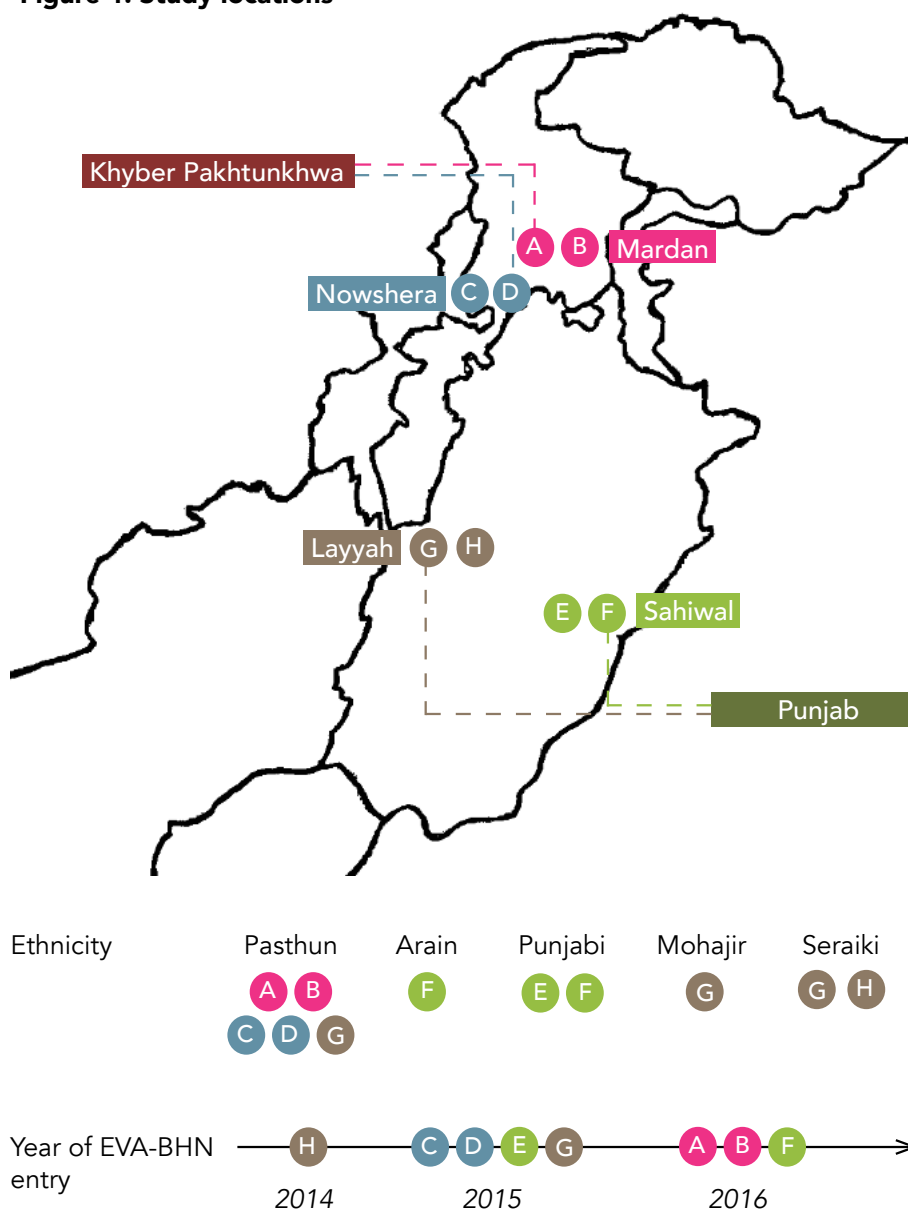 Khyber Pakhtunkhwa
A B Mardan
Nowshera C D
Layyah G H
E F Sahiwal
Punjab
Ethnicity Pasthun Arain Punjabi Mohajir Seraiki
A B F E F G G H
C D G
Year of EVA-BHN
entry
H C D E G A B F
2014 2015 2016